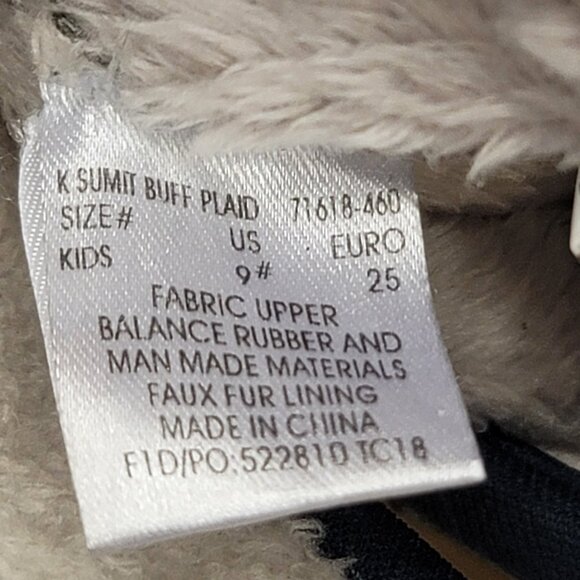 K SUMIT BUFF PLAID 71618-460
SIZE# US EURO
KIDS 9# 25
FABRIC UPPER
BALANCE RUBBER AND
MAN MADE MATERIALS
FAUX FUR LINING
MADE IN CHINA
F1D/PO:522810 TC18